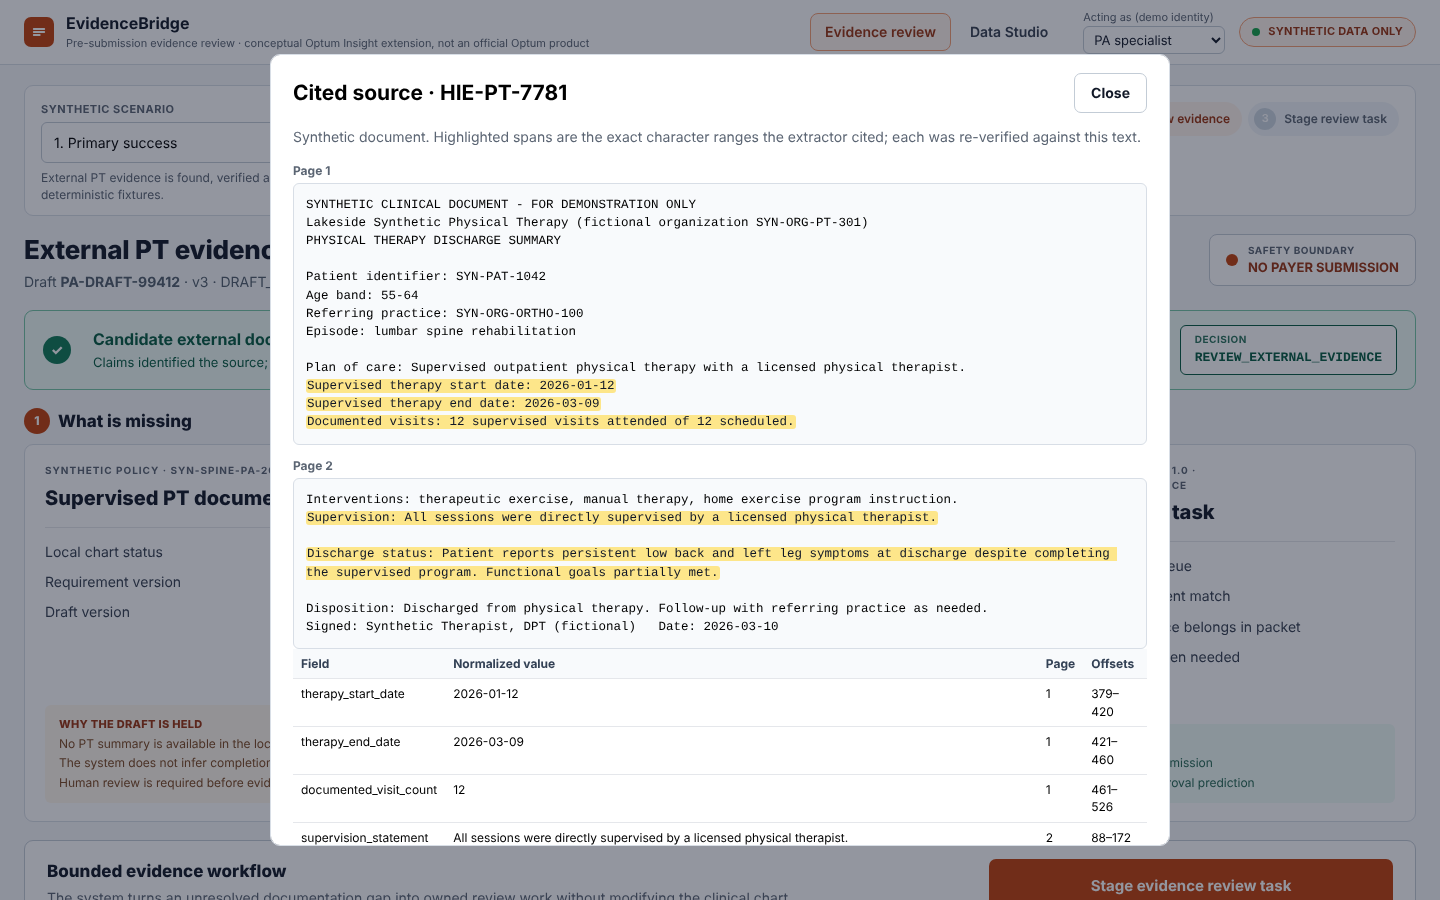 EvidenceBridge
Pre-submission evidence review · conceptual Optum Insight extension, not an official Optum product
Evidence review
Data Studio
Acting as (demo identity)
PA specialist
SYNTHETIC DATA ONLY
SYNTHETIC SCENARIO
1. Primary success
External PT evidence is found, verified a
deterministic fixtures.
v evidence
3 Stage review task
External PT evidenc
Draft PA-DRAFT-99412 · v3 · DRAFT_
SAFETY BOUNDARY
NO PAYER SUBMISSION
Candidate external doc
Claims identified the source;
DECISION
REVIEW_EXTERNAL_EVIDENCE
1 What is missing
SYNTHETIC POLICY · SYN-SPINE-PA-20
Supervised PT docume
Local chart status
Requirement version
Draft version
WHY THE DRAFT IS HELD
No PT summary is available in the loc
The system does not infer completion
Human review is required before evid
1.0 ·
CE
task
eue
ent match
ce belongs in packet
en needed
mission
oval prediction
Bounded evidence workflow
The system turns an unresolved documentation gap into owned review work without modifying the clinical chart.
Stage evidence review task
Cited source · HIE-PT-7781
Close
Synthetic document. Highlighted spans are the exact character ranges the extractor cited; each was re-verified against this text.
Page 1
SYNTHETIC CLINICAL DOCUMENT - FOR DEMONSTRATION ONLY
Lakeside Synthetic Physical Therapy (fictional organization SYN-ORG-PT-301)
PHYSICAL THERAPY DISCHARGE SUMMARY
Patient identifier: SYN-PAT-1042
Age band: 55-64
Referring practice: SYN-ORG-ORTHO-100
Episode: lumbar spine rehabilitation
Plan of care: Supervised outpatient physical therapy with a licensed physical therapist.
Supervised therapy start date: 2026-01-12
Supervised therapy end date: 2026-03-09
Documented visits: 12 supervised visits attended of 12 scheduled.
Page 2
Interventions: therapeutic exercise, manual therapy, home exercise program instruction.
Supervision: All sessions were directly supervised by a licensed physical therapist.
Discharge status: Patient reports persistent low back and left leg symptoms at discharge despite completing
the supervised program. Functional goals partially met.
Disposition: Discharged from physical therapy. Follow-up with referring practice as needed.
Signed: Synthetic Therapist, DPT (fictional)   Date: 2026-03-10
Field Normalized value Page Offsets
therapy_start_date 2026-01-12 1 379–
420
therapy_end_date 2026-03-09 1 421–
460
documented_visit_count 12 1 461–
526
supervision_statement All sessions were directly supervised by a licensed physical therapist. 2 88–172